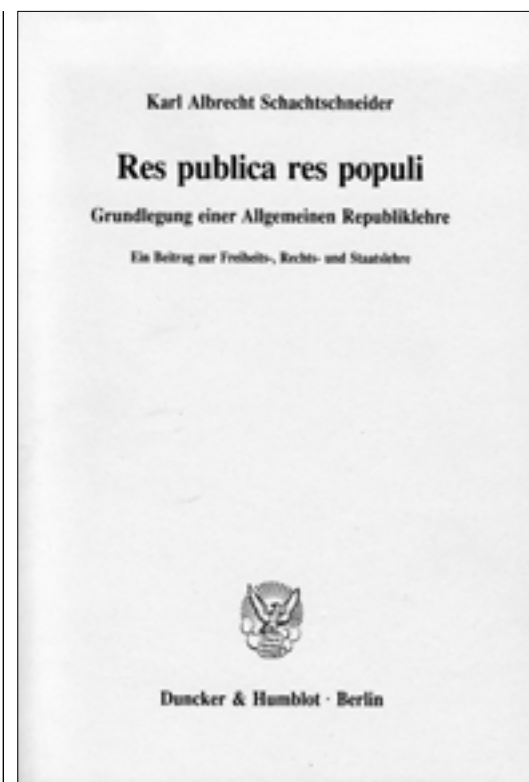 Karl Albrecht Schachtschneider
Res publica res populi
Grundlegung einer Allgemeinen Republiklehre
Ein Beitrag zur Freiheits-, Rechts- und Staatslehre
Duncker & Humblot · Berlin